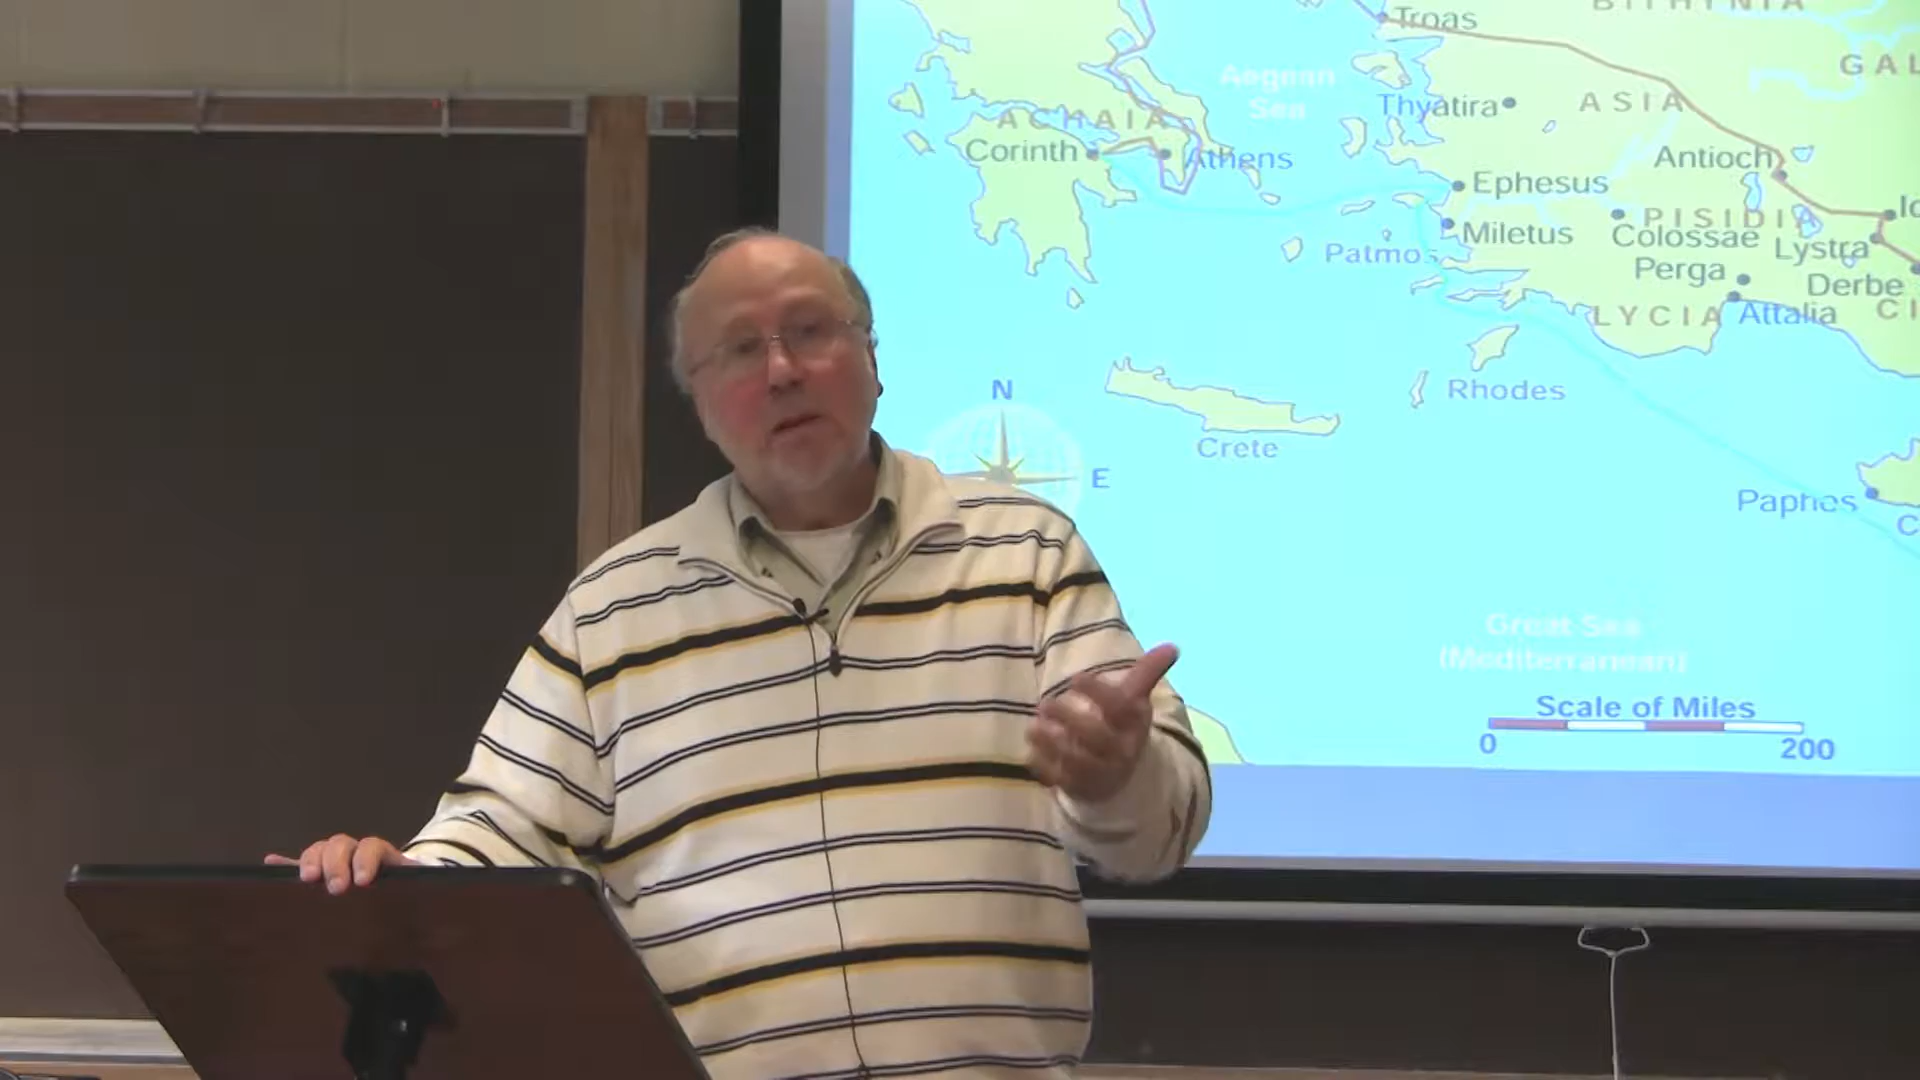 BITHYNIA
Troas
GAL
Aegean
Sea
Thyatira
ASIA
ACHAIA
Corinth
Athens
Antioch
Ephesus
PISIDIA
Miletus
Colossae
Lystra
Patmos
Perga
Derbe
LYCIA
Attalia
CI
Rhodes
N
Crete
E
Paphos
C
Great Sea
(Mediterranean)
Scale of Miles
0
200